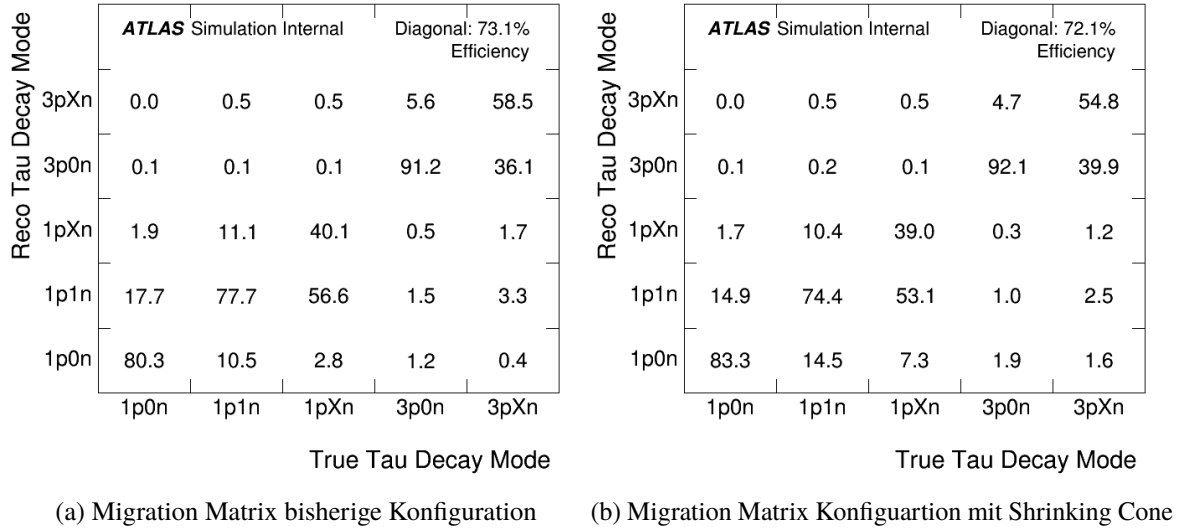 ATLAS Simulation Internal Diagonal: 73.1%
Efficiency
Reco Tau Decay Mode
3pXn 0.0 0.5 0.5 5.6 58.5
3p0n 0.1 0.1 0.1 91.2 36.1
1pXn 1.9 11.1 40.1 0.5 1.7
1p1n 17.7 77.7 56.6 1.5 3.3
1p0n 80.3 10.5 2.8 1.2 0.4
1p0n 1p1n 1pXn 3p0n 3pXn
True Tau Decay Mode
(a) Migration Matrix bisherige Konfiguration
ATLAS Simulation Internal Diagonal: 72.1%
Efficiency
Reco Tau Decay Mode
3pXn 0.0 0.5 0.5 4.7 54.8
3p0n 0.1 0.2 0.1 92.1 39.9
1pXn 1.7 10.4 39.0 0.3 1.2
1p1n 14.9 74.4 53.1 1.0 2.5
1p0n 83.3 14.5 7.3 1.9 1.6
1p0n 1p1n 1pXn 3p0n 3pXn
True Tau Decay Mode
(b) Migration Matrix Konfiguartion mit Shrinking Cone